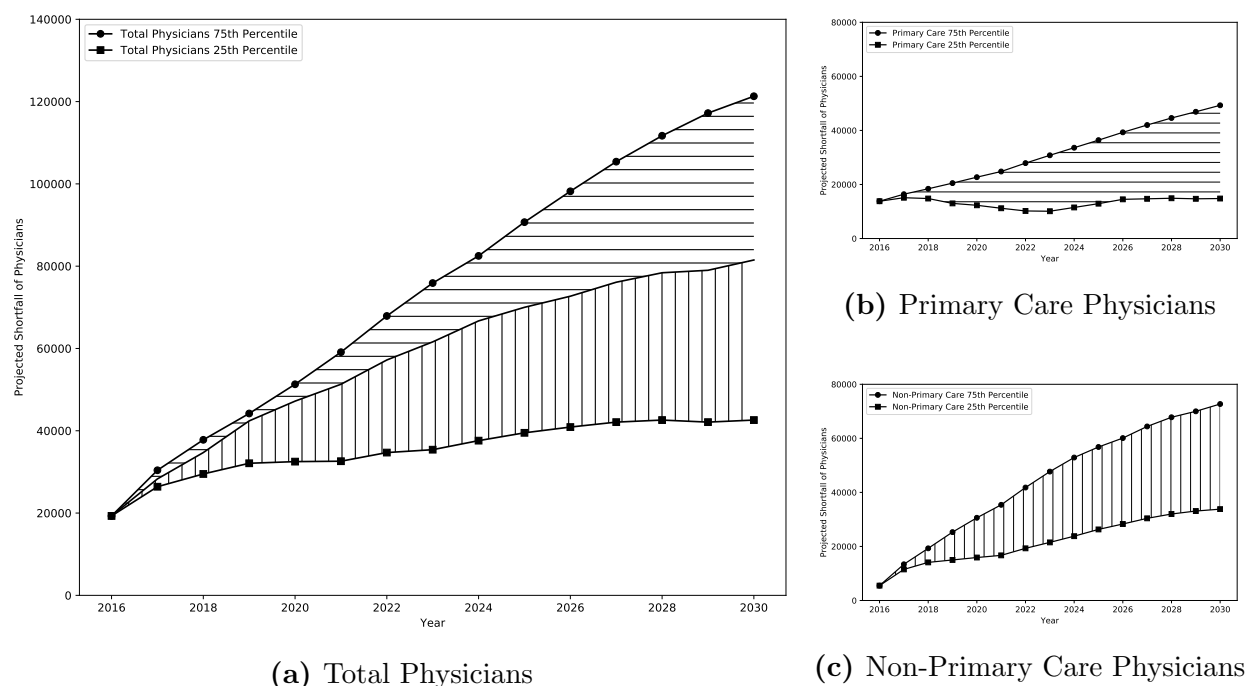 140000
120000
100000
80000
60000
40000
20000
0
Projected Shortfall of Physicians
Total Physicians 75th Percentile
Total Physicians 25th Percentile
2016 2018 2020 2022 2024 2026 2028 2030
Year
(a) Total Physicians
80000
60000
40000
20000
0
Projected Shortfall of Physicians
Primary Care 75th Percentile
Primary Care 25th Percentile
2016 2018 2020 2022 2024 2026 2028 2030
Year
(b) Primary Care Physicians
80000
60000
40000
20000
0
Projected Shortfall of Physicians
Non-Primary Care 75th Percentile
Non-Primary Care 25th Percentile
2016 2018 2020 2022 2024 2026 2028 2030
Year
(c) Non-Primary Care Physicians